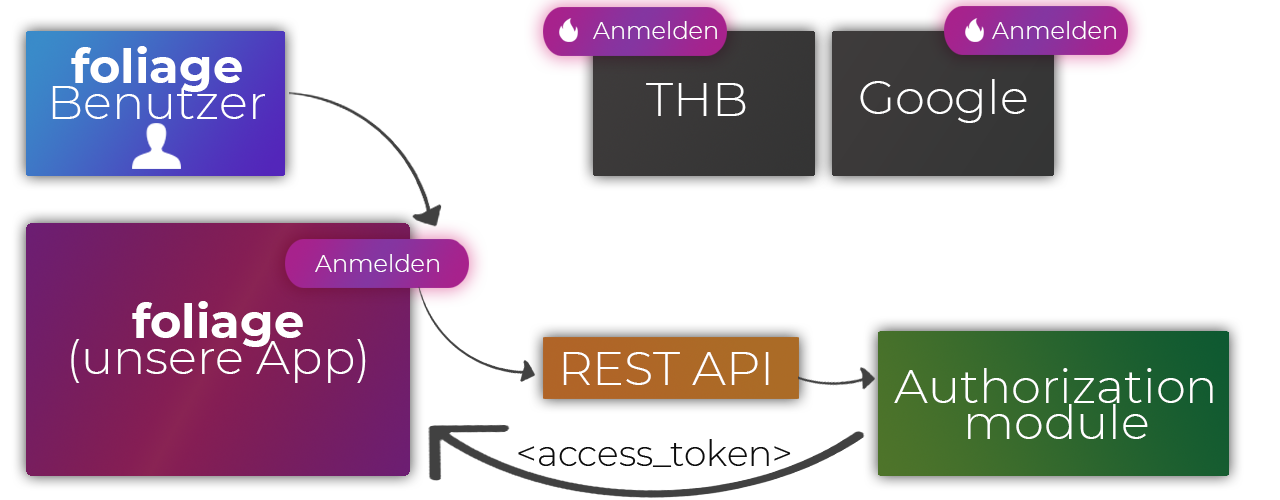 foliage
Benutzer
Anmelden
THB
Anmelden
Google
Anmelden
foliage
(unsere App)
REST API
Authorization
module
<access_token>